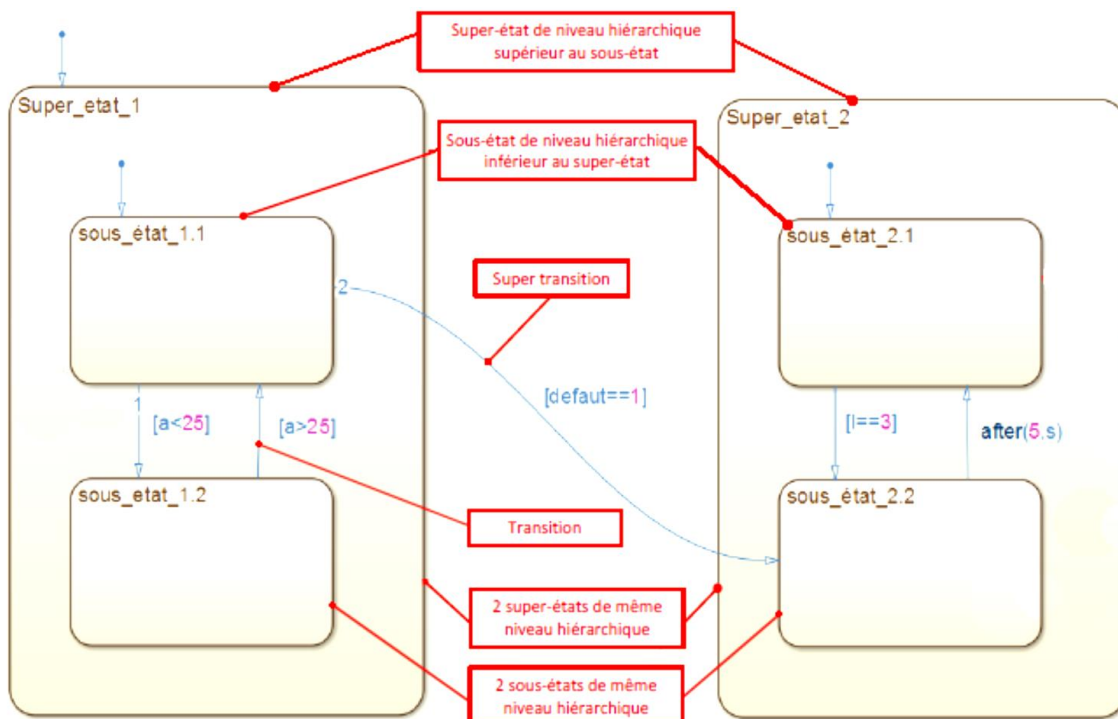 Super-état de niveau hiérarchique
supérieur au sous-état
Super_etat_1
Super_etat_2
Sous-état de niveau hiérarchique
inférieur au super-état
sous_état_1.1
sous_état_2.1
Super transition
2
[defaut==1]
1
[a<25]
[a>25]
[l==3]
after(5.s)
sous_etat_1.2
sous_état_2.2
Transition
2 super-états de même
niveau hiérarchique
2 sous-états de même
niveau hiérarchique